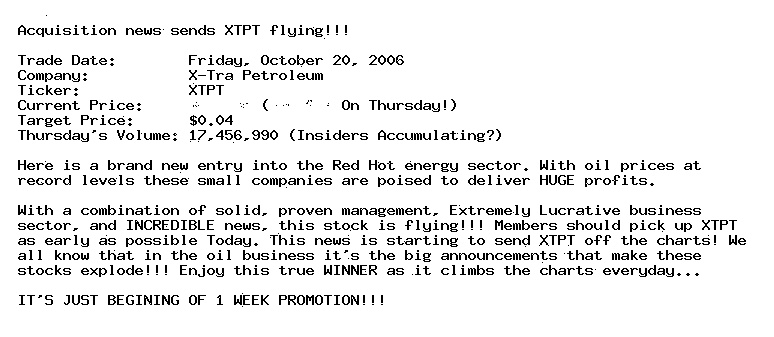 Acquisition news sends XTPT flying!!!
Trade Date: Friday, October 20, 2006
Company: X-Tra Petroleum
Ticker: XTPT
Current Price: ( On Thursday!)
Target Price: $0.04
Thursday's Volume: 17,456,990 (Insiders Accumulating?)
Here is a brand new entry into the Red Hot energy sector. With oil prices at
record levels these small companies are poised to deliver HUGE profits.
With a combination of solid, proven management, Extremely Lucrative business
sector, and INCREDIBLE news, this stock is flying!!! Members should pick up XTPT
as early as possible Today. This news is starting to send XTPT off the charts! We
all know that in the oil business it's the big announcements that make these
stocks explode!!! Enjoy this true WINNER as it climbs the charts everyday...
IT'S JUST BEGINING OF 1 WEEK PROMOTION!!!